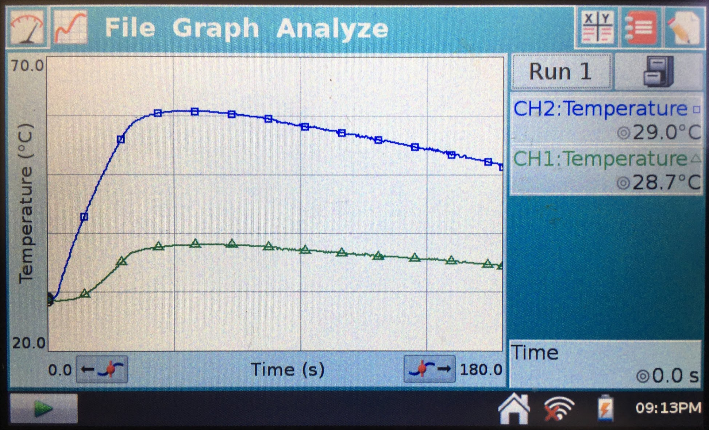 File Graph Analyze
X Y
70.0
Run 1
CH2:Temperature
29.0°C
CH1:Temperature
28.7°C
Temperature (°C)
20.0
0.0
Time (s)
180.0
Time
0.0 s
09:13PM